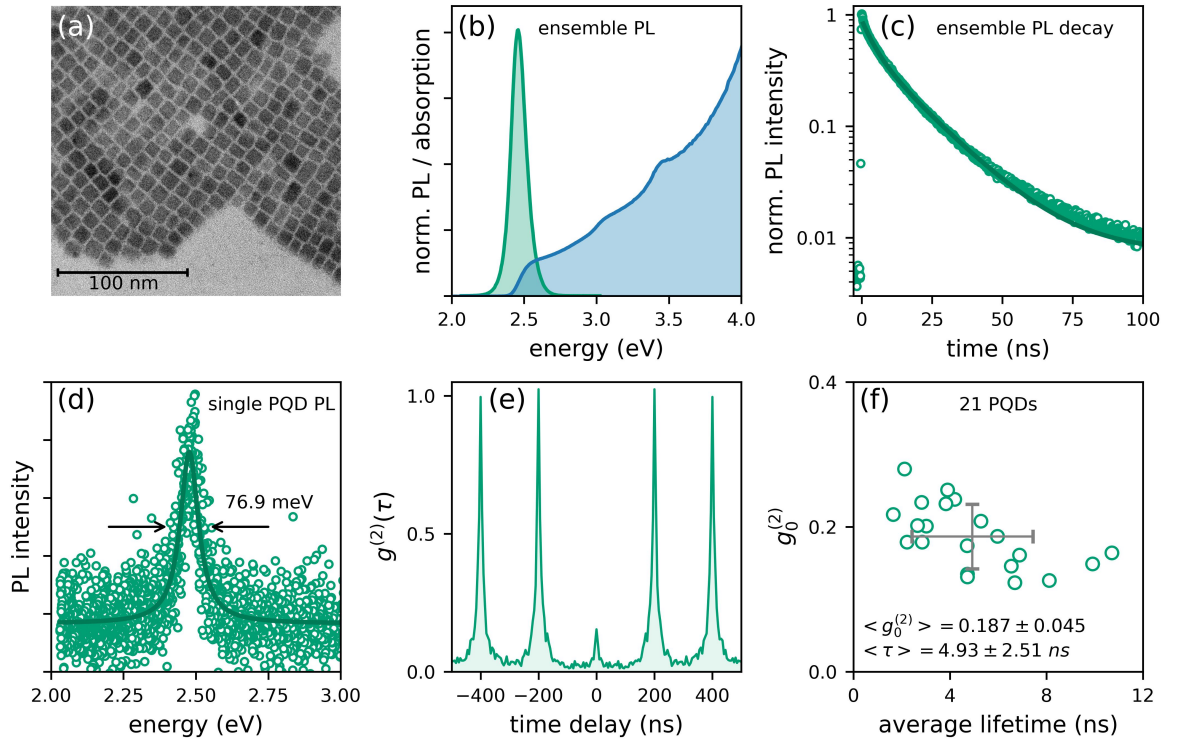 (a)
100 nm
(b)
ensemble PL
norm. PL / absorption
2.0 2.5 3.0 3.5 4.0
energy (eV)
(c)
ensemble PL decay
norm. PL intensity
1
0.1
0.01
0 25 50 75 100
time (ns)
(d)
single PQD PL
76.9 meV
PL intensity
2.00 2.25 2.50 2.75 3.00
energy (eV)
(e)
g⁽²⁾(τ)
1.0
0.5
0.0
−400 −200 0 200 400
time delay (ns)
(f)
21 PQDs
g₀⁽²⁾
0.4
0.2
0.0
< g₀⁽²⁾ > = 0.187 ± 0.045
< τ > = 4.93 ± 2.51 ns
0 4 8 12
average lifetime (ns)